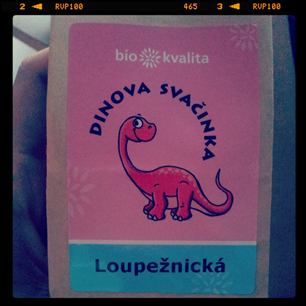 2 RVP100 465 3 RVP100
bio kvalita
DINOVA SVAČINKA
Loupežnická